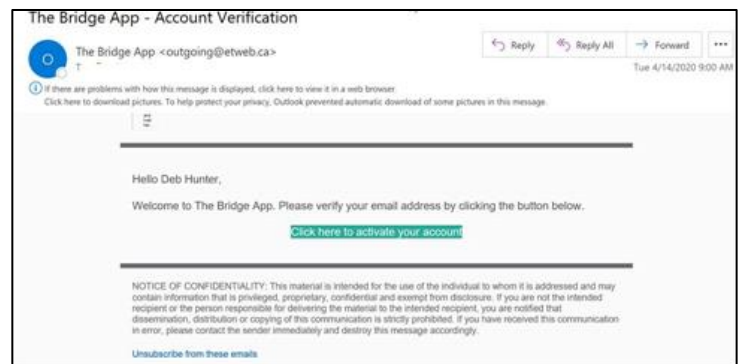 The Bridge App - Account Verification
The Bridge App <outgoing@etweb.ca>
Reply Reply All Forward ...
Tue 4/14/2020 9:00 AM
If there are problems with how this message is displayed, click here to view it in a web browser.
Click here to download pictures. To help protect your privacy, Outlook prevented automatic download of some pictures in this message.
Hello Deb Hunter,
Welcome to The Bridge App. Please verify your email address by clicking the button below.
Click here to activate your account
NOTICE OF CONFIDENTIALITY: This material is intended for the use of the individual to whom it is addressed and may
contain information that is privileged, proprietary, confidential and exempt from disclosure. If you are not the intended
recipient or the person responsible for delivering the material to the intended recipient, you are notified that
dissemination, distribution or copying of this communication is strictly prohibited. If you have received this communication
in error, please contact the sender immediately and destroy this message accordingly.
Unsubscribe from these emails